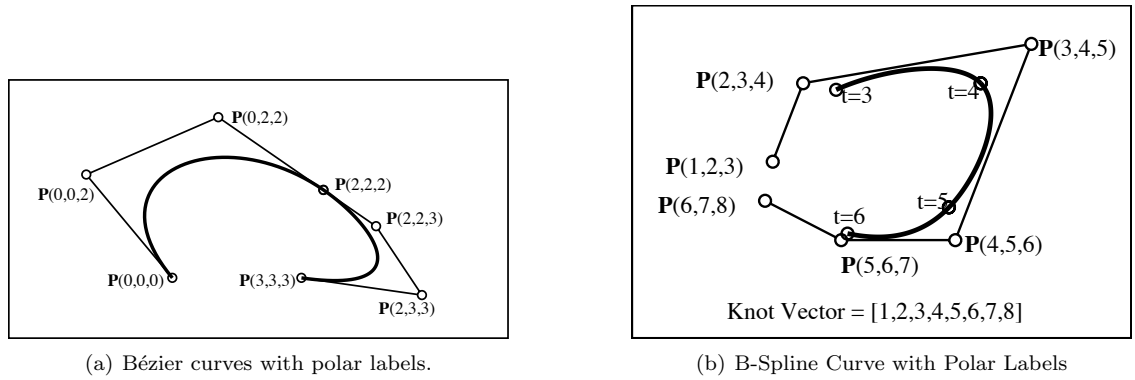 P(0,2,2)
P(0,0,2)
P(2,2,2)
P(2,2,3)
P(0,0,0)
P(3,3,3)
P(2,3,3)
(a) Bézier curves with polar labels.
P(3,4,5)
P(2,3,4)
t=3
t=4
P(1,2,3)
P(6,7,8)
t=5
t=6
P(4,5,6)
P(5,6,7)
Knot Vector = [1,2,3,4,5,6,7,8]
(b) B-Spline Curve with Polar Labels